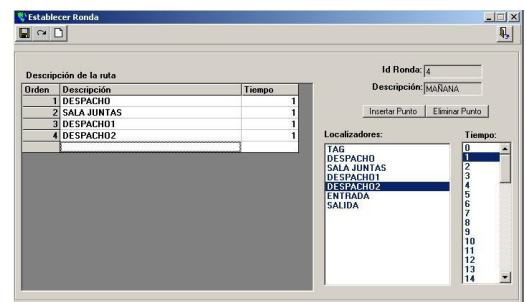 Establecer Ronda
Id Ronda: 4
Descripción: MAÑANA
Insertar Punto Eliminar Punto
Descripción de la ruta
Orden Descripción Tiempo
1 DESPACHO 1
2 SALA JUNTAS 1
3 DESPACHO1 1
4 DESPACHO2 1
Localizadores:
TAG
DESPACHO
SALA JUNTAS
DESPACHO1
DESPACHO2
ENTRADA
SALIDA
Tiempo:
0
1
2
3
4
5
6
7
8
9
10
11
12
13
14